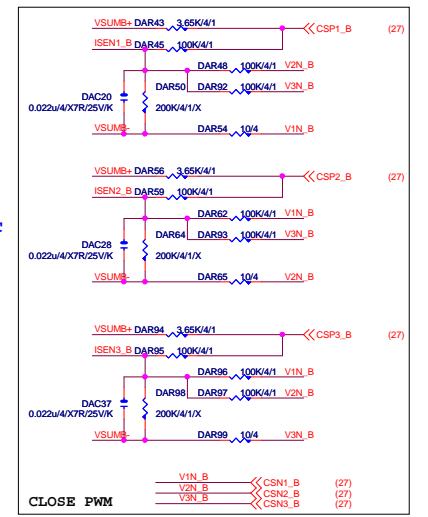 VSUMB+ DAR43 3.65K/4/1 CSP1_B (27)
ISEN1_B DAR45 100K/4/1
DAR48 100K/4/1 V2N_B
DAC20 DAR50 DAR92 100K/4/1 V3N_B
0.022u/4/X7R/25V/K 200K/4/1/X
VSUMB- DAR54 10/4 V1N_B
VSUMB+ DAR56 3.65K/4/1 CSP2_B (27)
ISEN2_B DAR59 100K/4/1
DAR62 100K/4/1 V1N_B
DAC28 DAR64 DAR93 100K/4/1 V3N_B
0.022u/4/X7R/25V/K 200K/4/1/X
VSUMB- DAR65 10/4 V2N_B
VSUMB+ DAR94 3.65K/4/1 CSP3_B (27)
ISEN3_B DAR95 100K/4/1
DAR96 100K/4/1 V1N_B
DAC37 DAR98 DAR97 100K/4/1 V2N_B
0.022u/4/X7R/25V/K 200K/4/1/X
VSUMB- DAR99 10/4 V3N_B
V1N_B CSN1_B (27)
V2N_B CSN2_B (27)
V3N_B CSN3_B (27)
CLOSE PWM